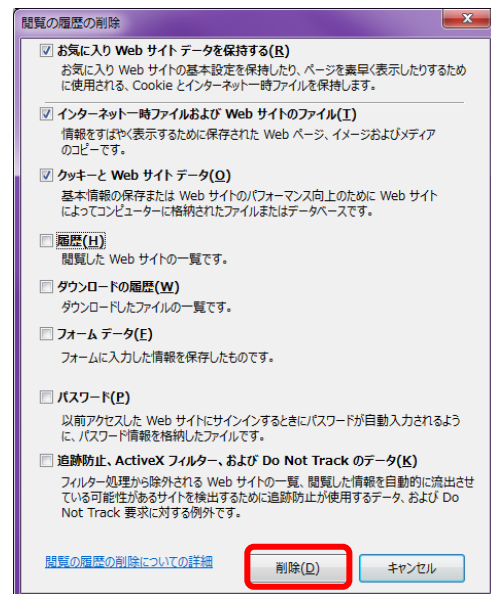 閲覧の履歴の削除
お気に入り Web サイト データを保持する(R)
お気に入り Web サイトの基本設定を保持したり、ページを素早く表示したりするため
に使用される、Cookie とインターネット一時ファイルを保持します。
インターネット一時ファイルおよび Web サイトのファイル(T)
情報をすばやく表示するために保存された Web ページ、イメージおよびメディア
のコピーです。
クッキーと Web サイト データ(O)
基本情報の保存または Web サイトのパフォーマンス向上のために Web サイト
によってコンピューターに格納されたファイルまたはデータベースです。
履歴(H)
閲覧した Web サイトの一覧です。
ダウンロードの履歴(W)
ダウンロードしたファイルの一覧です。
フォーム データ(F)
フォームに入力した情報を保存したものです。
パスワード(P)
以前アクセスした Web サイトにサインインするときにパスワードが自動入力されるよう
に、パスワード情報を格納したファイルです。
追跡防止、ActiveX フィルター、および Do Not Track のデータ(K)
フィルター処理から除外される Web サイトの一覧、閲覧した情報を自動的に流出させ
ている可能性があるサイトを検出するために追跡防止が使用するデータ、および Do
Not Track 要求に対する例外です。
閲覧の履歴の削除についての詳細
削除(D)
キャンセル